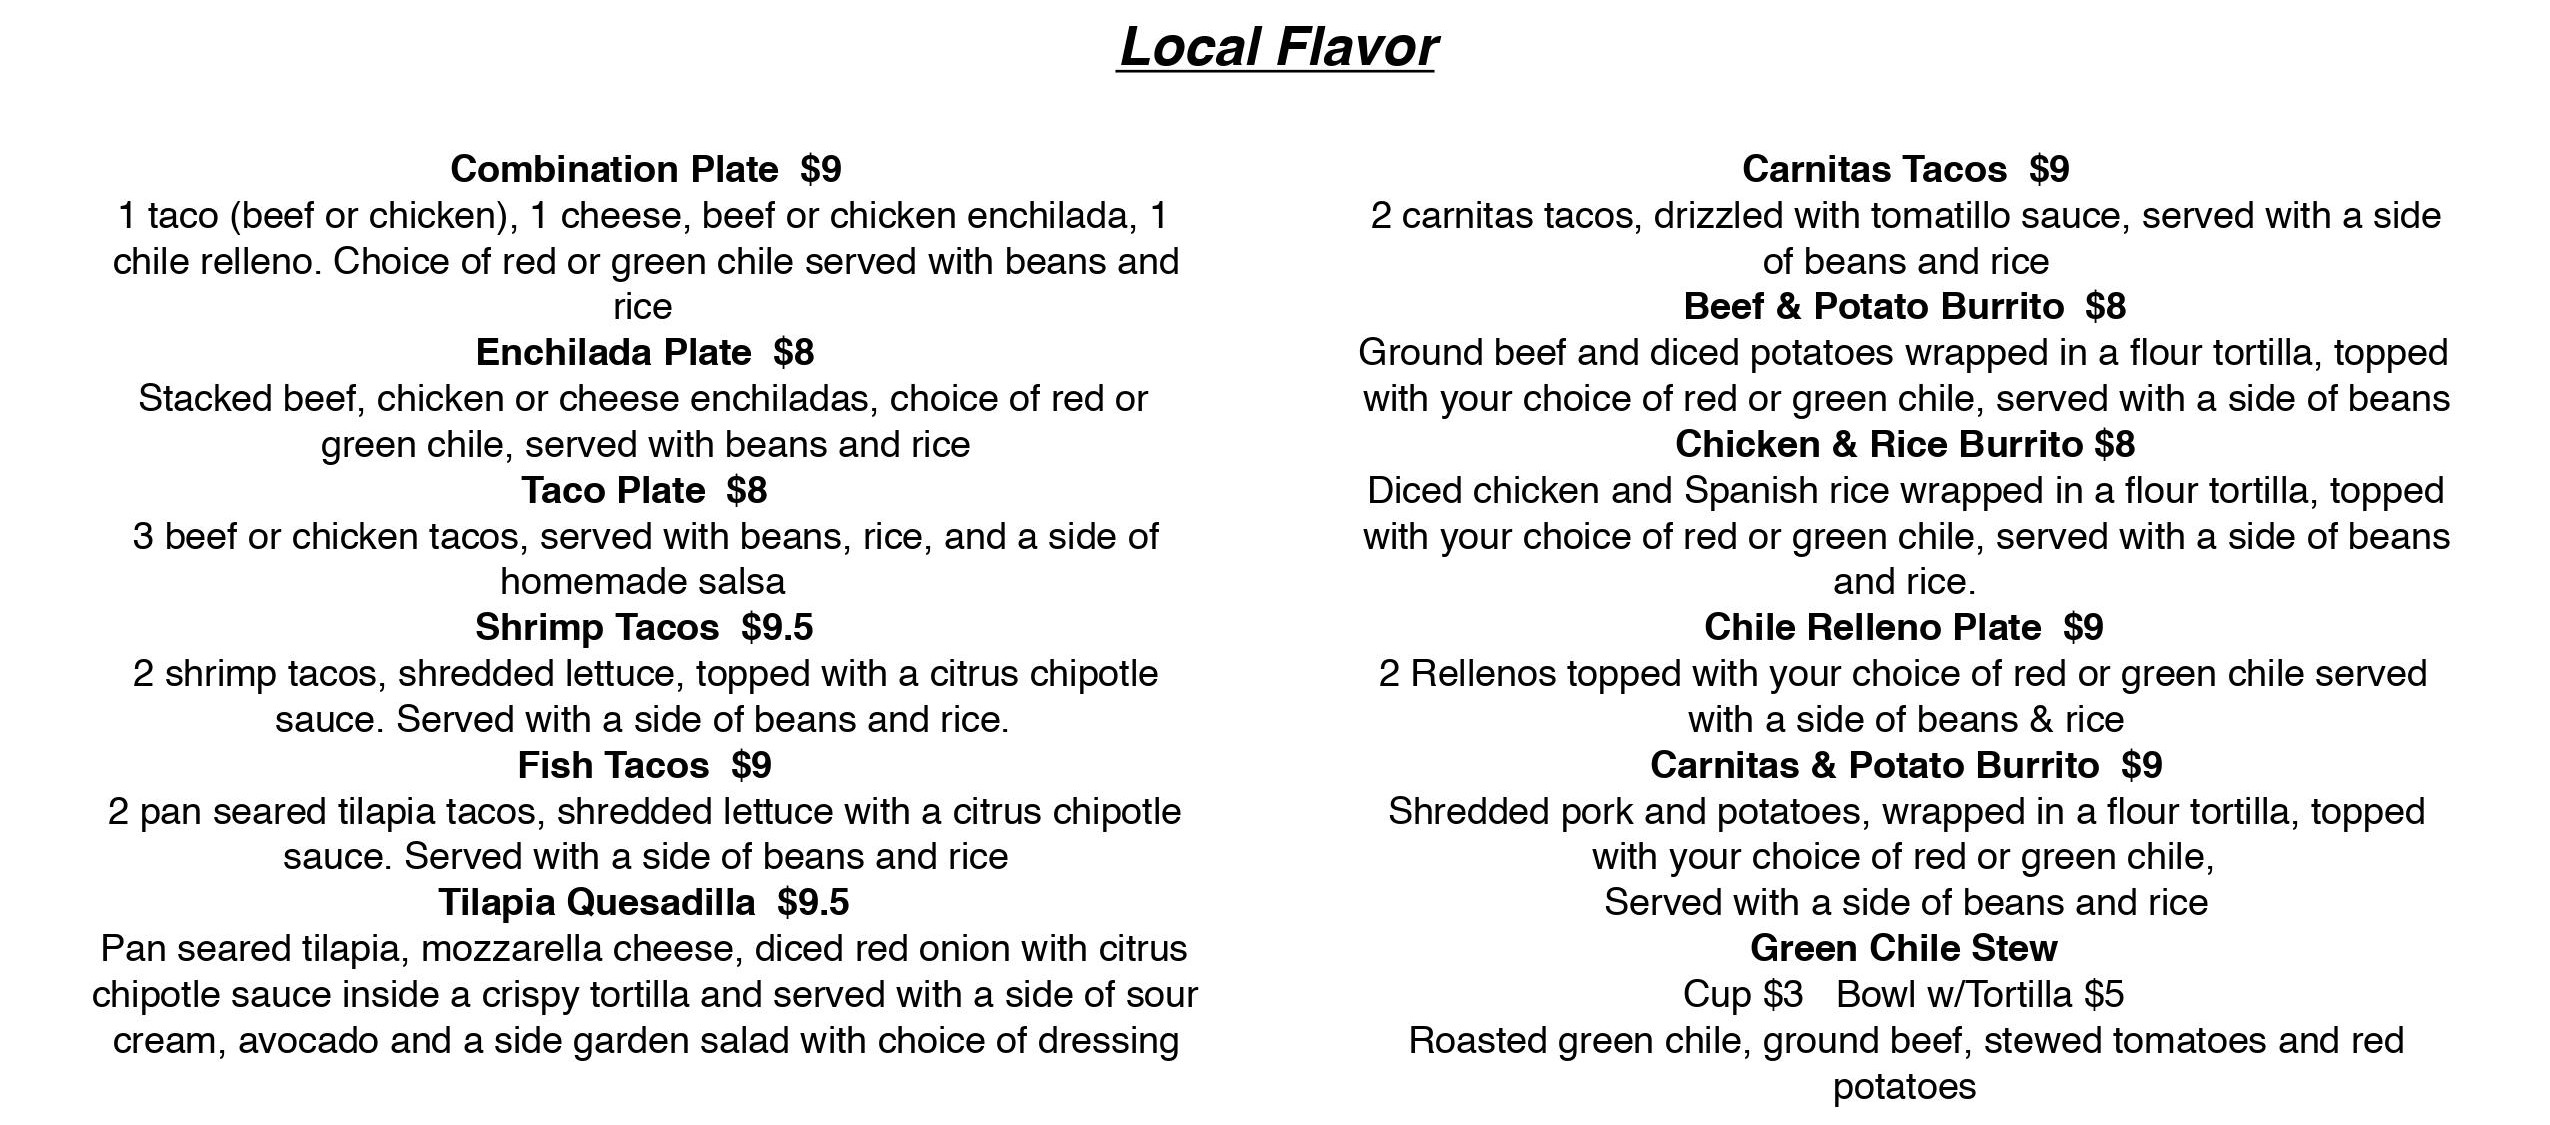 Local Flavor
Combination Plate  $9
1 taco (beef or chicken), 1 cheese, beef or chicken enchilada, 1
chile relleno. Choice of red or green chile served with beans and
rice
Enchilada Plate  $8
Stacked beef, chicken or cheese enchiladas, choice of red or
green chile, served with beans and rice
Taco Plate  $8
3 beef or chicken tacos, served with beans, rice, and a side of
homemade salsa
Shrimp Tacos  $9.5
2 shrimp tacos, shredded lettuce, topped with a citrus chipotle
sauce. Served with a side of beans and rice.
Fish Tacos  $9
2 pan seared tilapia tacos, shredded lettuce with a citrus chipotle
sauce. Served with a side of beans and rice
Tilapia Quesadilla  $9.5
Pan seared tilapia, mozzarella cheese, diced red onion with citrus
chipotle sauce inside a crispy tortilla and served with a side of sour
cream, avocado and a side garden salad with choice of dressing
Carnitas Tacos  $9
2 carnitas tacos, drizzled with tomatillo sauce, served with a side
of beans and rice
Beef & Potato Burrito  $8
Ground beef and diced potatoes wrapped in a flour tortilla, topped
with your choice of red or green chile, served with a side of beans
Chicken & Rice Burrito $8
Diced chicken and Spanish rice wrapped in a flour tortilla, topped
with your choice of red or green chile, served with a side of beans
and rice.
Chile Relleno Plate  $9
2 Rellenos topped with your choice of red or green chile served
with a side of beans & rice
Carnitas & Potato Burrito  $9
Shredded pork and potatoes, wrapped in a flour tortilla, topped
with your choice of red or green chile,
Served with a side of beans and rice
Green Chile Stew
Cup $3   Bowl w/Tortilla $5
Roasted green chile, ground beef, stewed tomatoes and red
potatoes